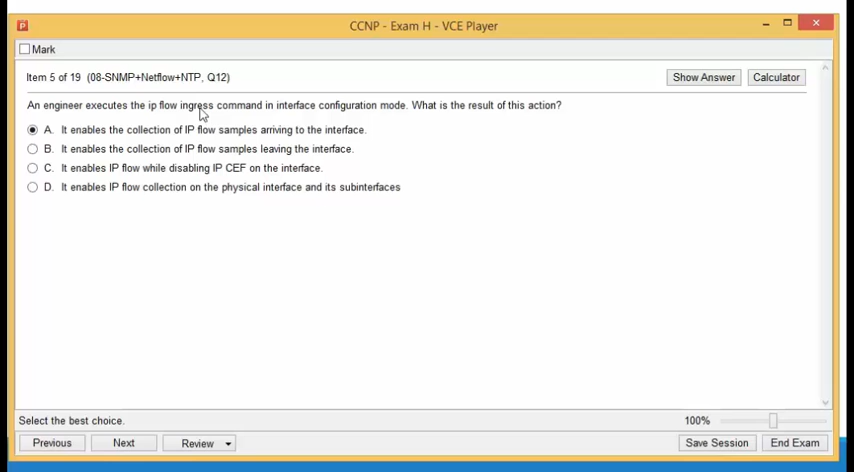 CCNP - Exam H - VCE Player
Mark
Item 5 of 19 (08-SNMP+Netflow+NTP, Q12)
Show Answer
Calculator
An engineer executes the ip flow ingress command in interface configuration mode. What is the result of this action?
A. It enables the collection of IP flow samples arriving to the interface.
B. It enables the collection of IP flow samples leaving the interface.
C. It enables IP flow while disabling IP CEF on the interface.
D. It enables IP flow collection on the physical interface and its subinterfaces
Select the best choice.
100%
Previous
Next
Review
Save Session
End Exam